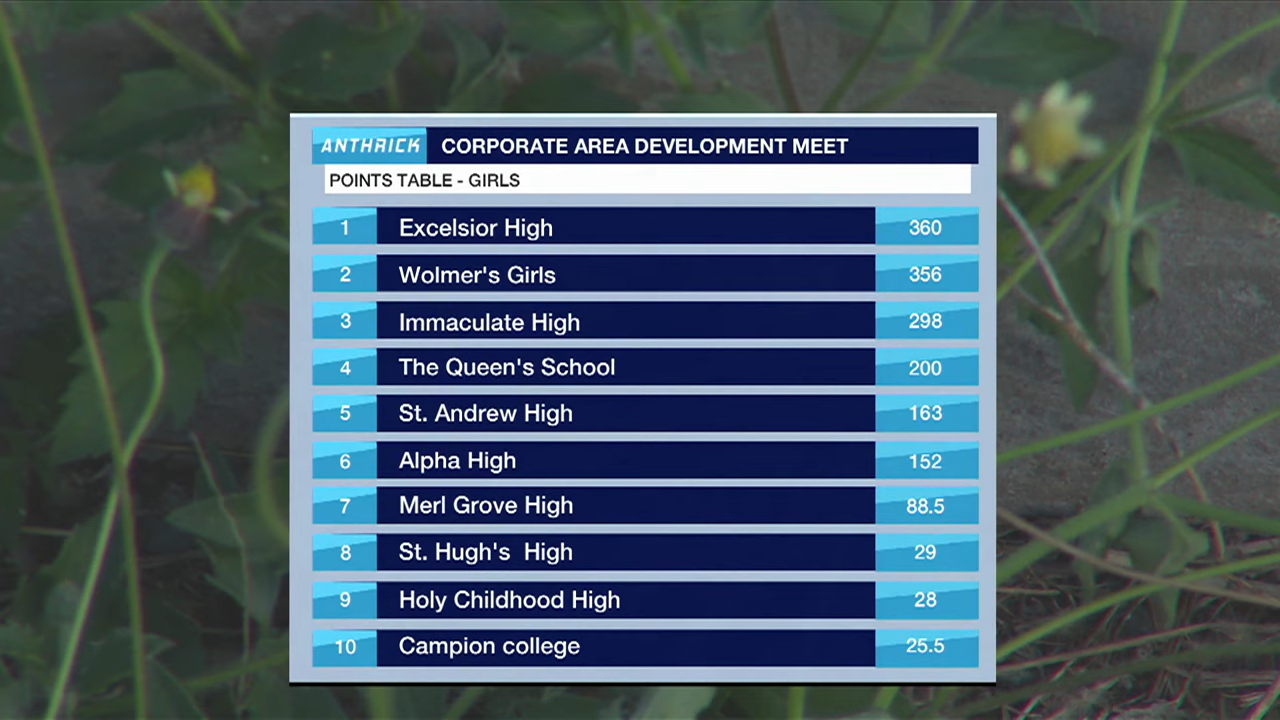 ANTHRICK CORPORATE AREA DEVELOPMENT MEET
POINTS TABLE - GIRLS
1 Excelsior High 360
2 Wolmer's Girls 356
3 Immaculate High 298
4 The Queen's School 200
5 St. Andrew High 163
6 Alpha High 152
7 Merl Grove High 88.5
8 St. Hugh's High 29
9 Holy Childhood High 28
10 Campion college 25.5